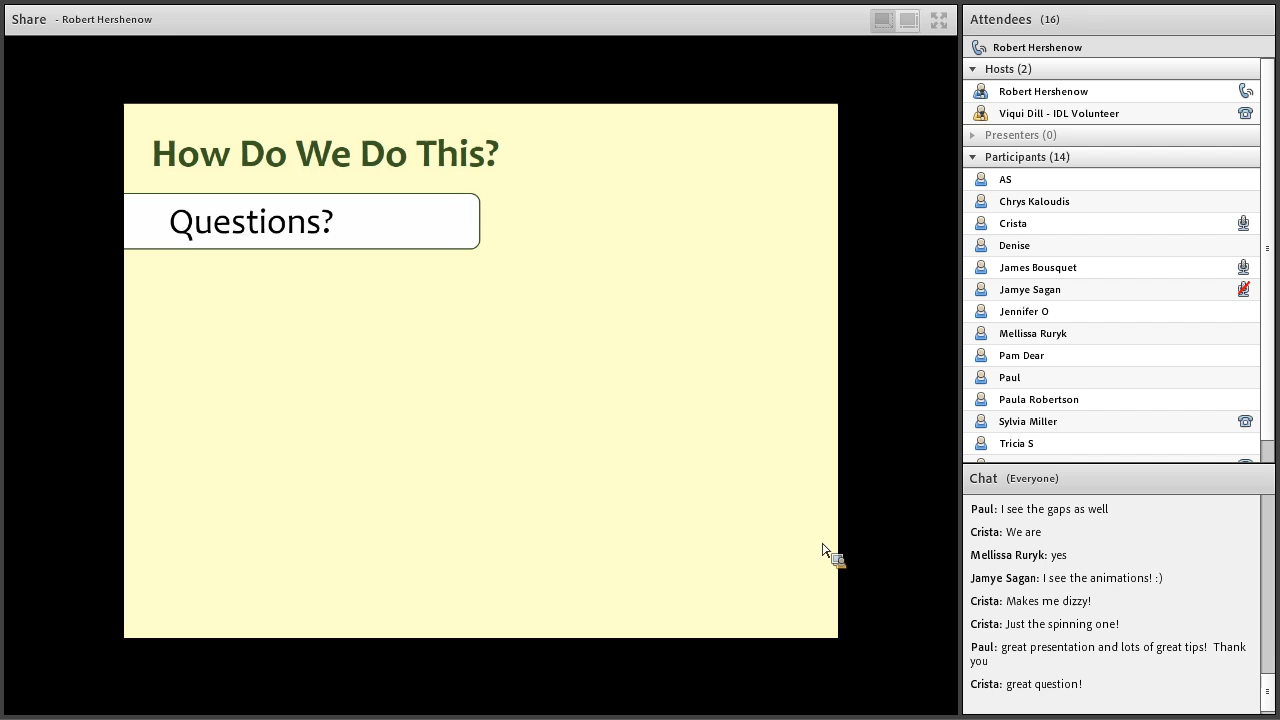 Share - Robert Hershenow
How Do We Do This?
Questions?
Attendees (16)
Robert Hershenow
Hosts (2)
Robert Hershenow
Viqui Dill - IDL Volunteer
Presenters (0)
Participants (14)
AS
Chrys Kaloudis
Crista
Denise
James Bousquet
Jamye Sagan
Jennifer O
Mellissa Ruryk
Pam Dear
Paul
Paula Robertson
Sylvia Miller
Tricia S
Chat (Everyone)
Paul: I see the gaps as well
Crista: We are
Mellissa Ruryk: yes
Jamye Sagan: I see the animations! :)
Crista: Makes me dizzy!
Crista: Just the spinning one!
Paul: great presentation and lots of great tips! Thank
you
Crista: great question!